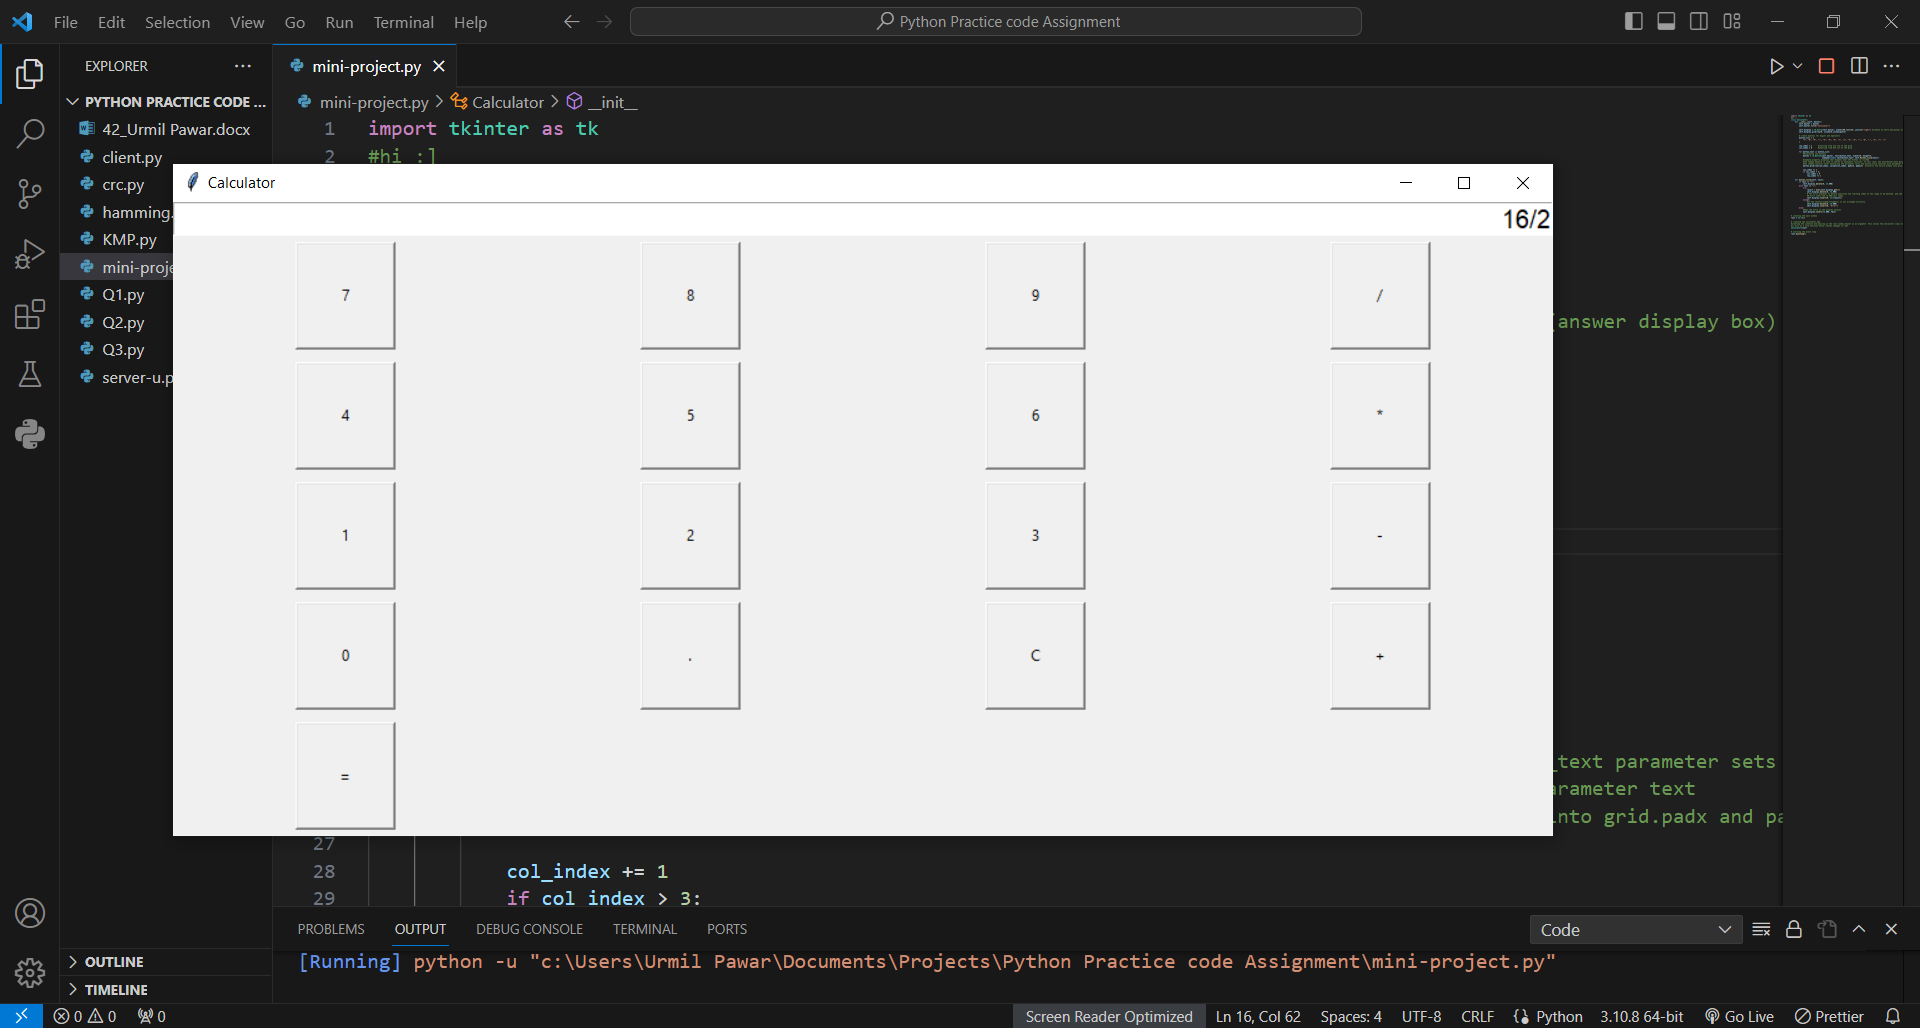 File Edit Selection View Go Run Terminal Help
Python Practice code Assignment
EXPLORER
mini-project.py
PYTHON PRACTICE CODE ...
mini-project.py > Calculator > __init__
42_Urmil Pawar.docx
client.py
crc.py
hamming.
KMP.py
mini-proje
Q1.py
Q2.py
Q3.py
server-u.p
1 import tkinter as tk
2 #hi :]
Calculator
16/2
7 8 9 /
(answer display box)
4 5 6 *
1 2 3 -
0 . C +
=
_text parameter sets
arameter text
into grid.padx and pa
27
28 col_index += 1
29 if col_index > 3:
PROBLEMS OUTPUT DEBUG CONSOLE TERMINAL PORTS
Code
[Running] python -u "c:\Users\Urmil Pawar\Documents\Projects\Python Practice code Assignment\mini-project.py"
OUTLINE
TIMELINE
0 0 0
Screen Reader Optimized Ln 16, Col 62 Spaces: 4 UTF-8 CRLF Python 3.10.8 64-bit Go Live Prettier